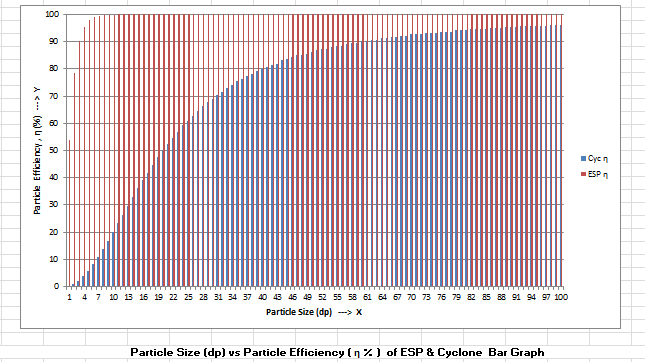 100
90
80
70
60
50
40
30
20
10
0
Particle Efficiency , η (%) ---> Y
1 4 7 10 13 16 19 22 25 28 31 34 37 40 43 46 49 52 55 58 61 64 67 70 73 76 79 82 85 88 91 94 97 100
Particle Size (dp) ---> X
Cyc η
ESP η
Particle Size (dp) vs Particle Efficiency ( η % ) of ESP & Cyclone Bar Graph